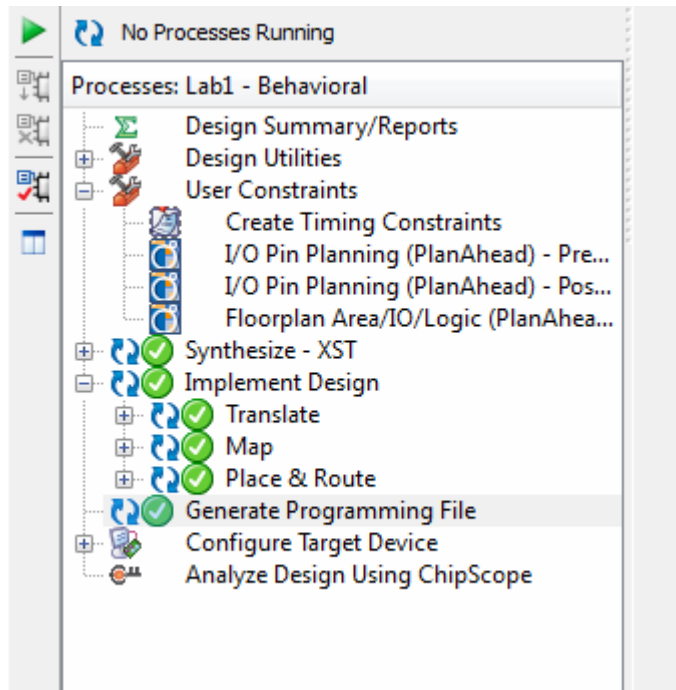 No Processes Running
Processes: Lab1 - Behavioral
Design Summary/Reports
Design Utilities
User Constraints
Create Timing Constraints
I/O Pin Planning (PlanAhead) - Pre...
I/O Pin Planning (PlanAhead) - Pos...
Floorplan Area/IO/Logic (PlanAhea...
Synthesize - XST
Implement Design
Translate
Map
Place & Route
Generate Programming File
Configure Target Device
Analyze Design Using ChipScope